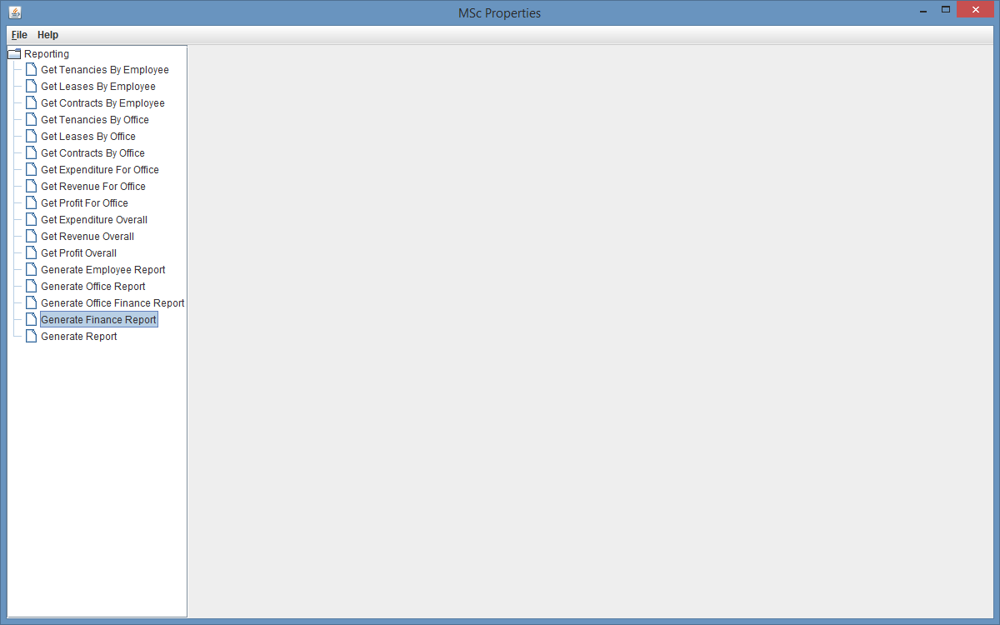 MSc Properties
File Help
Reporting
Get Tenancies By Employee
Get Leases By Employee
Get Contracts By Employee
Get Tenancies By Office
Get Leases By Office
Get Contracts By Office
Get Expenditure For Office
Get Revenue For Office
Get Profit For Office
Get Expenditure Overall
Get Revenue Overall
Get Profit Overall
Generate Employee Report
Generate Office Report
Generate Office Finance Report
Generate Finance Report
Generate Report